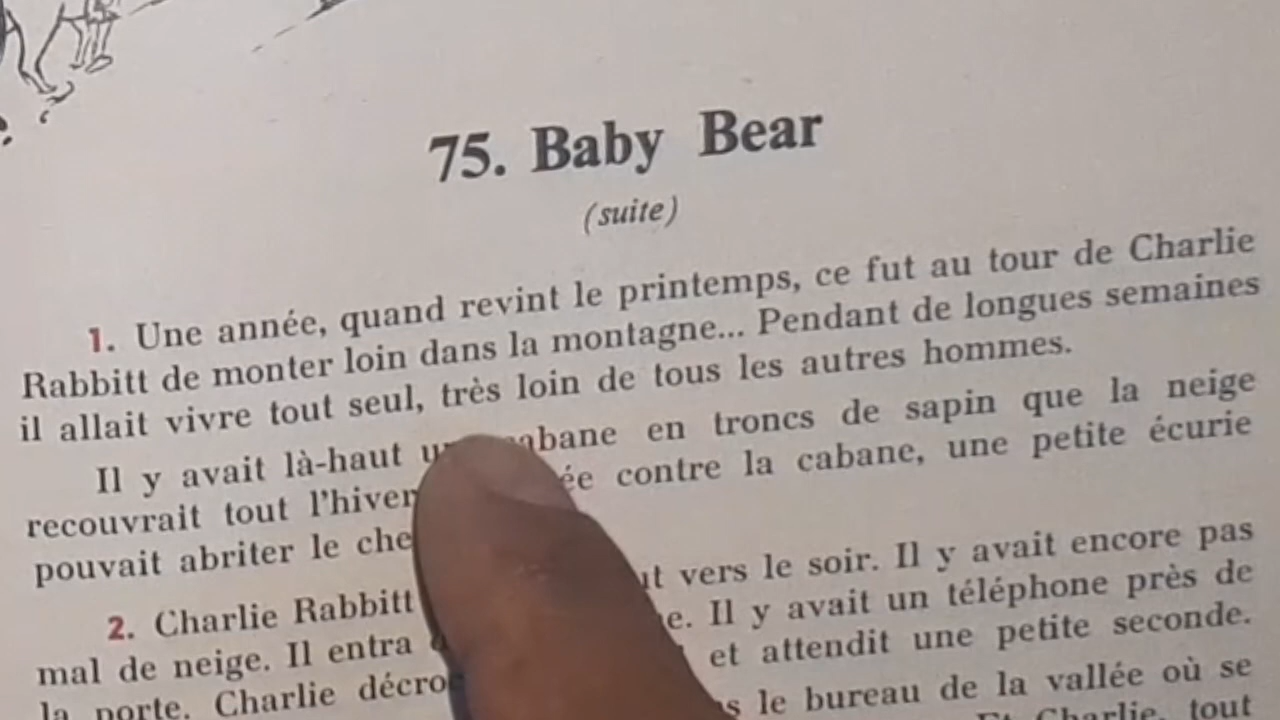 75. Baby Bear
(suite)
1. Une année, quand revint le printemps, ce fut au tour de Charlie
Rabbitt de monter loin dans la montagne... Pendant de longues semaines
il allait vivre tout seul, très loin de tous les autres hommes.
Il y avait là-haut cabane en troncs de sapin que la neige
recouvrait tout l'hiver contre la cabane, une petite écurie
pouvait abriter le
2. Charlie Rabbitt vers le soir. Il y avait encore pas
mal de neige. Il entra Il y avait un téléphone près de
la porte. Charlie et attendit une petite seconde.
le bureau de la vallée où se
Et Charlie, tout